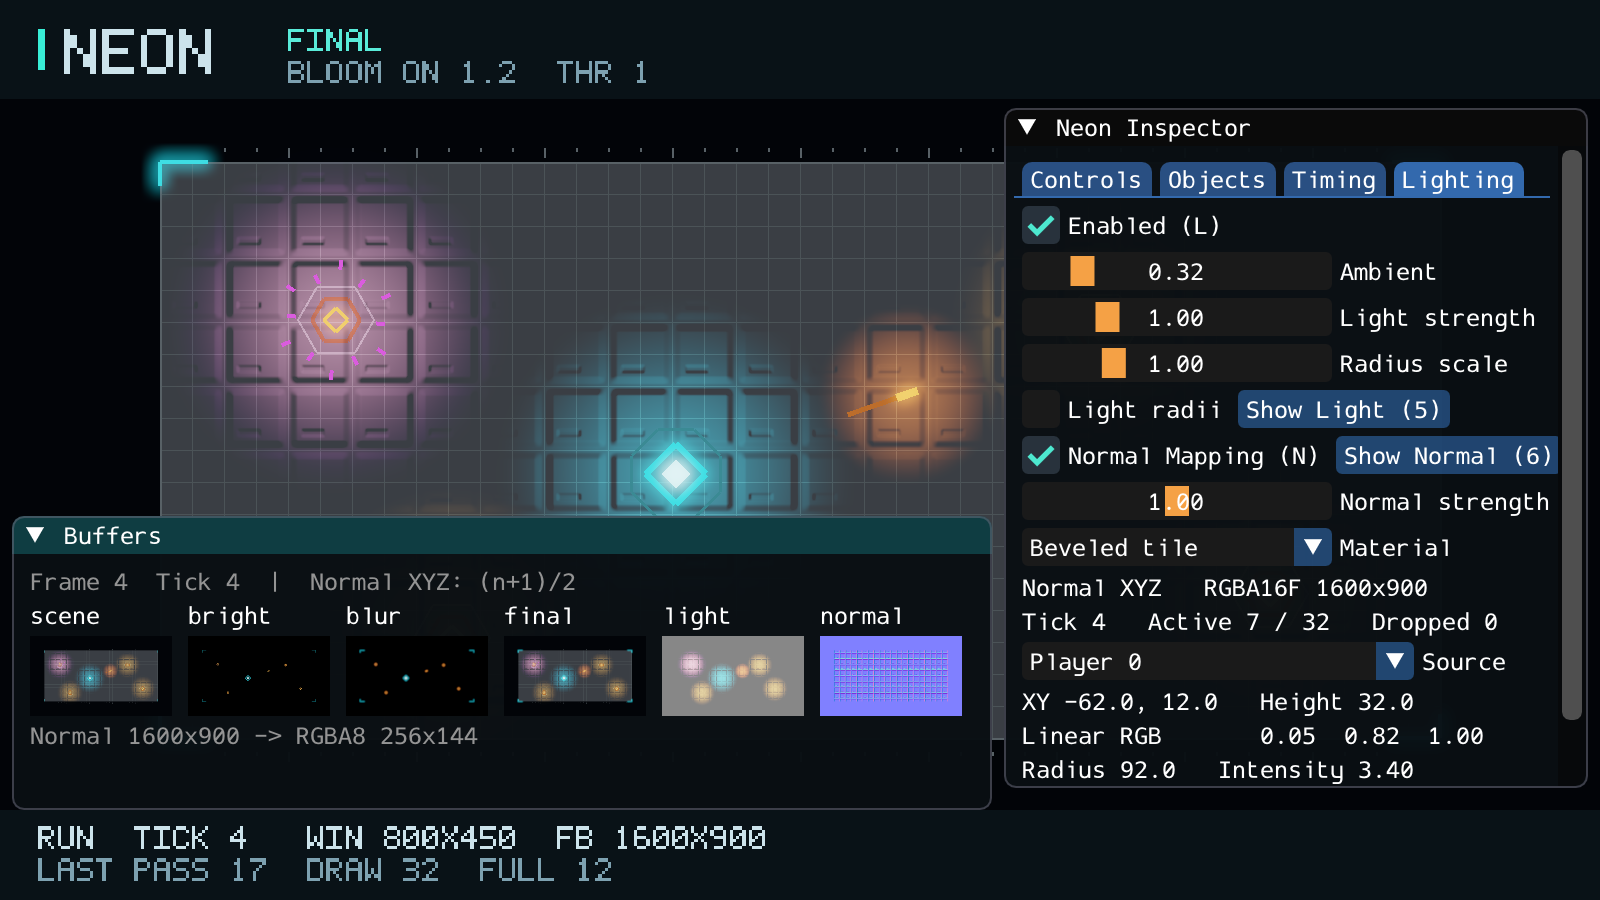 NEON
FINAL
BLOOM ON 1.2  THR 1
Neon Inspector
Controls Objects Timing Lighting
Enabled (L)
0.32 Ambient
1.00 Light strength
1.00 Radius scale
Light radii Show Light (5)
Normal Mapping (N) Show Normal (6)
1.00 Normal strength
Beveled tile Material
Normal XYZ   RGBA16F 1600x900
Tick 4   Active 7 / 32   Dropped 0
Player 0 Source
XY -62.0, 12.0   Height 32.0
Linear RGB   0.05  0.82  1.00
Radius 92.0   Intensity 3.40
Buffers
Frame 4  Tick 4  |  Normal XYZ: (n+1)/2
scene bright blur final light normal
Normal 1600x900 -> RGBA8 256x144
RUN  TICK 4   WIN 800X450  FB 1600X900
LAST PASS 17  DRAW 32  FULL 12